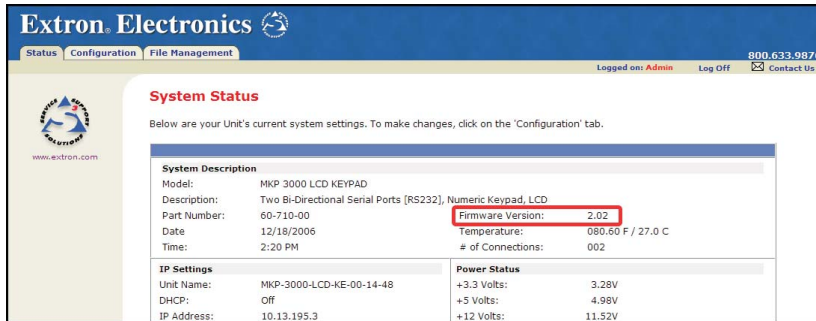 Extron® Electronics
Status Configuration File Management
800.633.9876
Logged on: Admin Log Off Contact Us
SERVICE SUPPORT SOLUTIONS
S3
www.extron.com
System Status
Below are your Unit's current system settings. To make changes, click on the 'Configuration' tab.
System Description
Model: MKP 3000 LCD KEYPAD
Description: Two Bi-Directional Serial Ports [RS232], Numeric Keypad, LCD
Part Number: 60-710-00 Firmware Version: 2.02
Date 12/18/2006 Temperature: 080.60 F / 27.0 C
Time: 2:20 PM # of Connections: 002
IP Settings Power Status
Unit Name: MKP-3000-LCD-KE-00-14-48 +3.3 Volts: 3.28V
DHCP: Off +5 Volts: 4.98V
IP Address: 10.13.195.3 +12 Volts: 11.52V